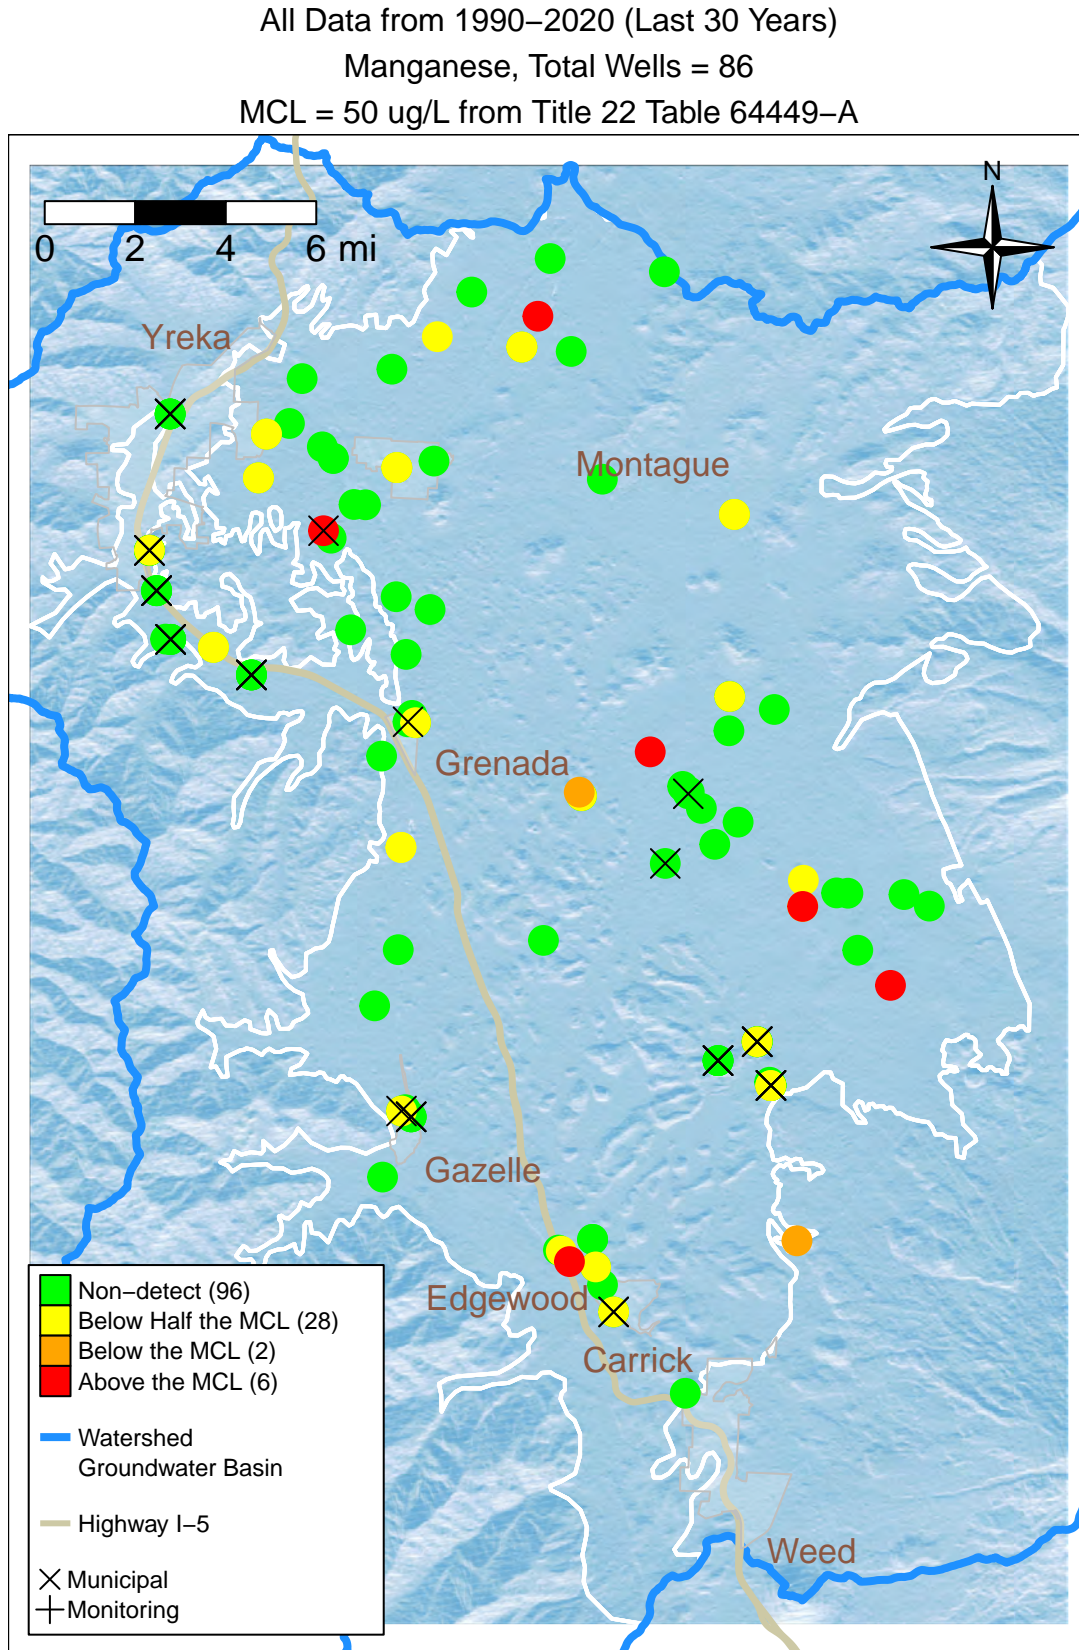 All Data from 1990−2020 (Last 30 Years)
Manganese, Total Wells = 86
MCL = 50 ug/L from Title 22 Table 64449−A
N
0 2 4 6 mi
Yreka
Montague
Grenada
Gazelle
Edgewood
Carrick
Weed
Non−detect (96)
Below Half the MCL (28)
Below the MCL (2)
Above the MCL (6)
Watershed
Groundwater Basin
Highway I−5
Municipal
Monitoring